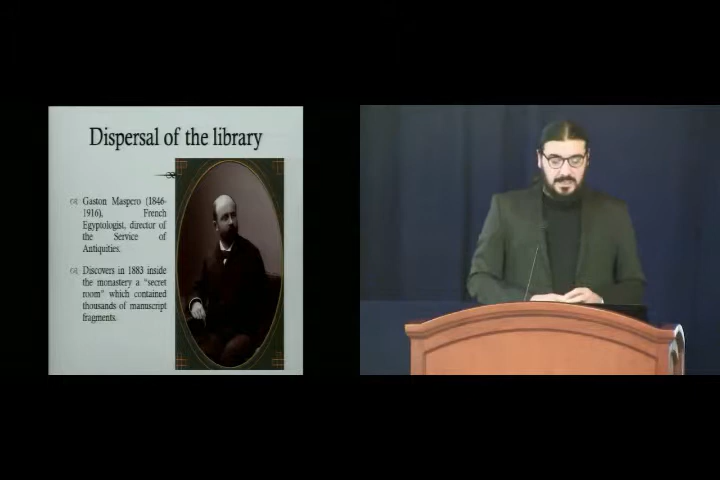 Dispersal of the library
Gaston Maspero (1846-
1916), French
Egyptologist, director of
the Service of
Antiquities.
Discovers in 1883 inside
the monastery a “secret
room” which contained
thousands of manuscript
fragments.